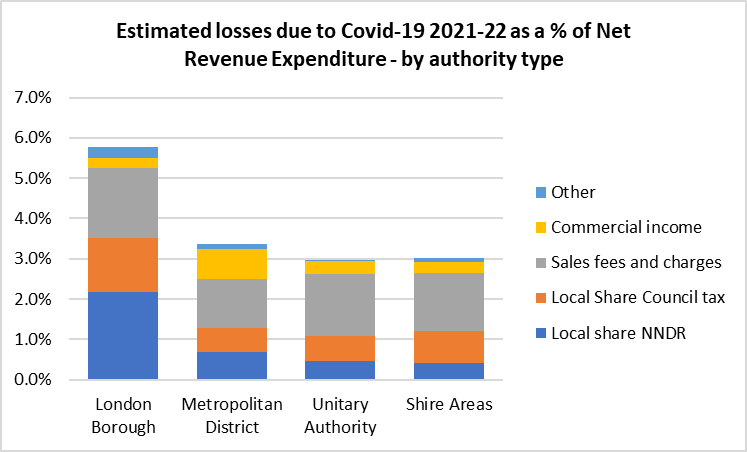 Estimated losses due to Covid-19 2021-22 as a % of Net
Revenue Expenditure - by authority type
7.0%
6.0%
5.0%
4.0%
3.0%
2.0%
1.0%
0.0%
London
Borough
Metropolitan
District
Unitary
Authority
Shire Areas
Other
Commercial income
Sales fees and charges
Local Share Council tax
Local share NNDR